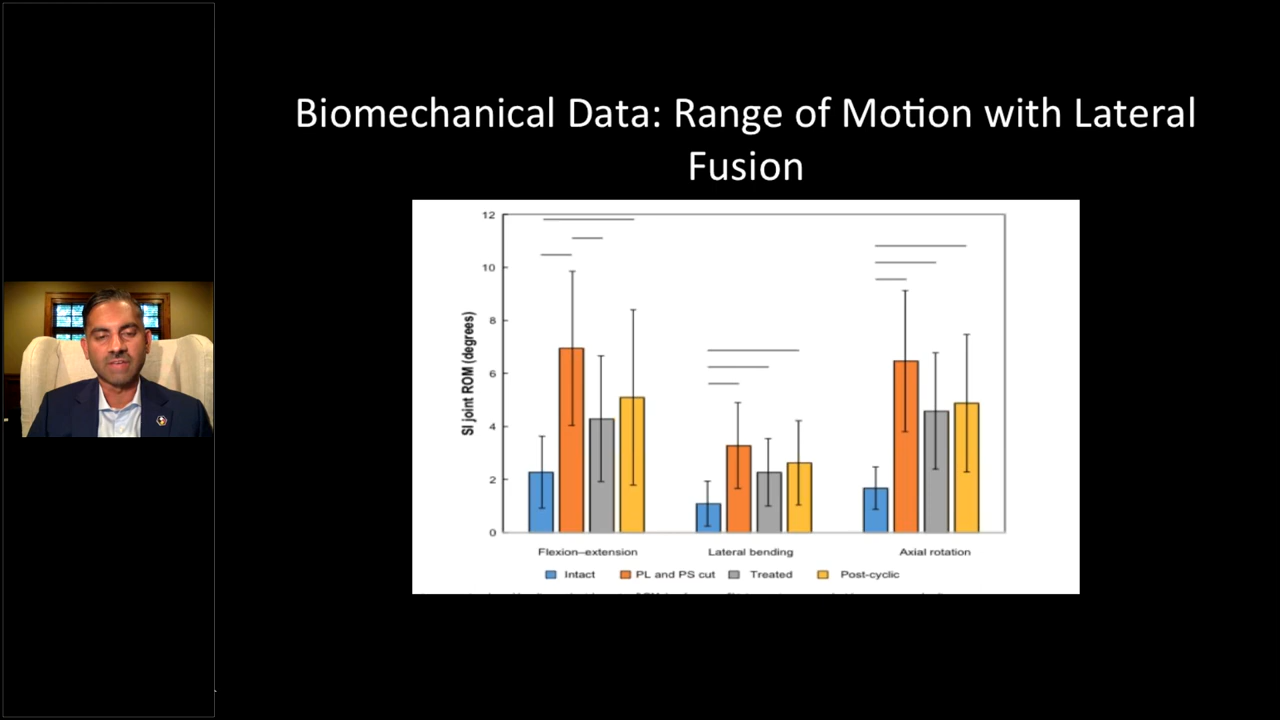 Biomechanical Data: Range of Motion with Lateral
Fusion
12
10
8
6
4
2
0
SI joint ROM (degrees)
Flexion–extension
Lateral bending
Axial rotation
Intact
PL and PS cut
Treated
Post-cyclic